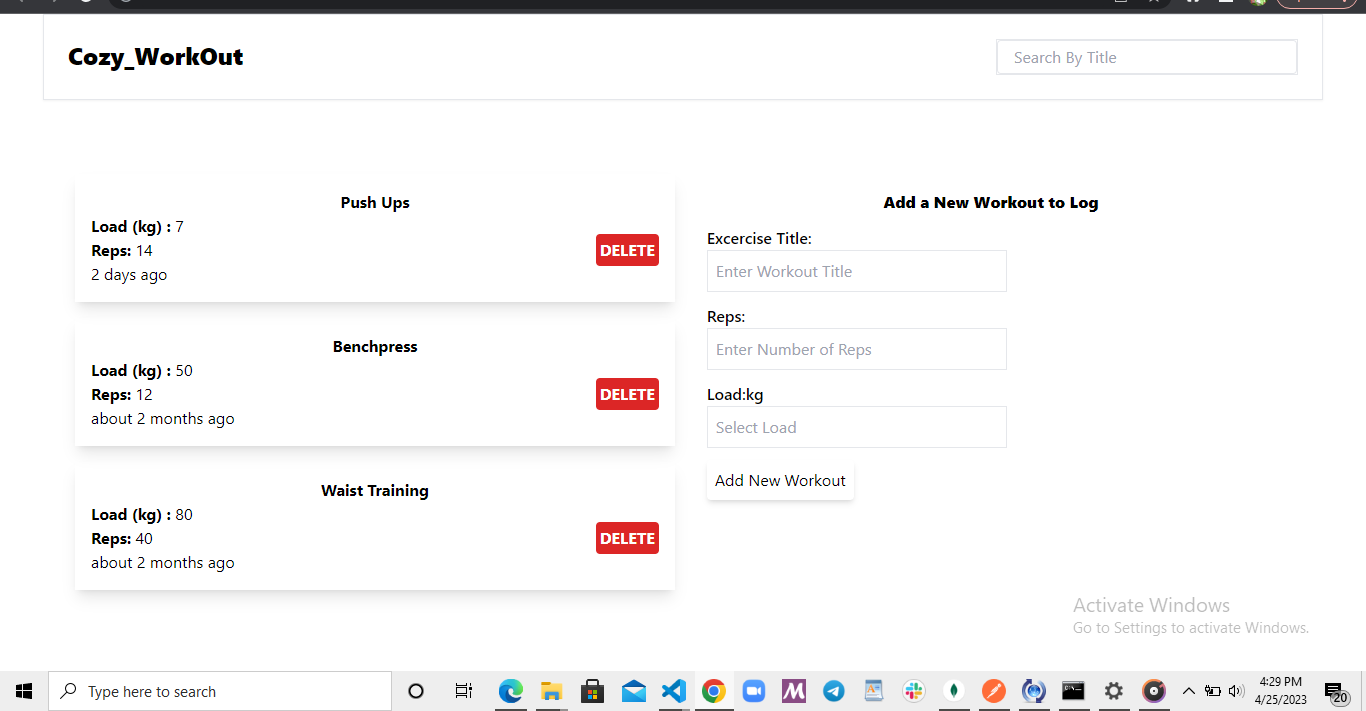 Cozy_WorkOut
Search By Title
Push Ups
Load (kg) : 7
Reps: 14
2 days ago
DELETE
Benchpress
Load (kg) : 50
Reps: 12
about 2 months ago
DELETE
Waist Training
Load (kg) : 80
Reps: 40
about 2 months ago
DELETE
Add a New Workout to Log
Excercise Title:
Enter Workout Title
Reps:
Enter Number of Reps
Load:kg
Select Load
Add New Workout
Activate Windows
Go to Settings to activate Windows.
Type here to search
4:29 PM
4/25/2023
20